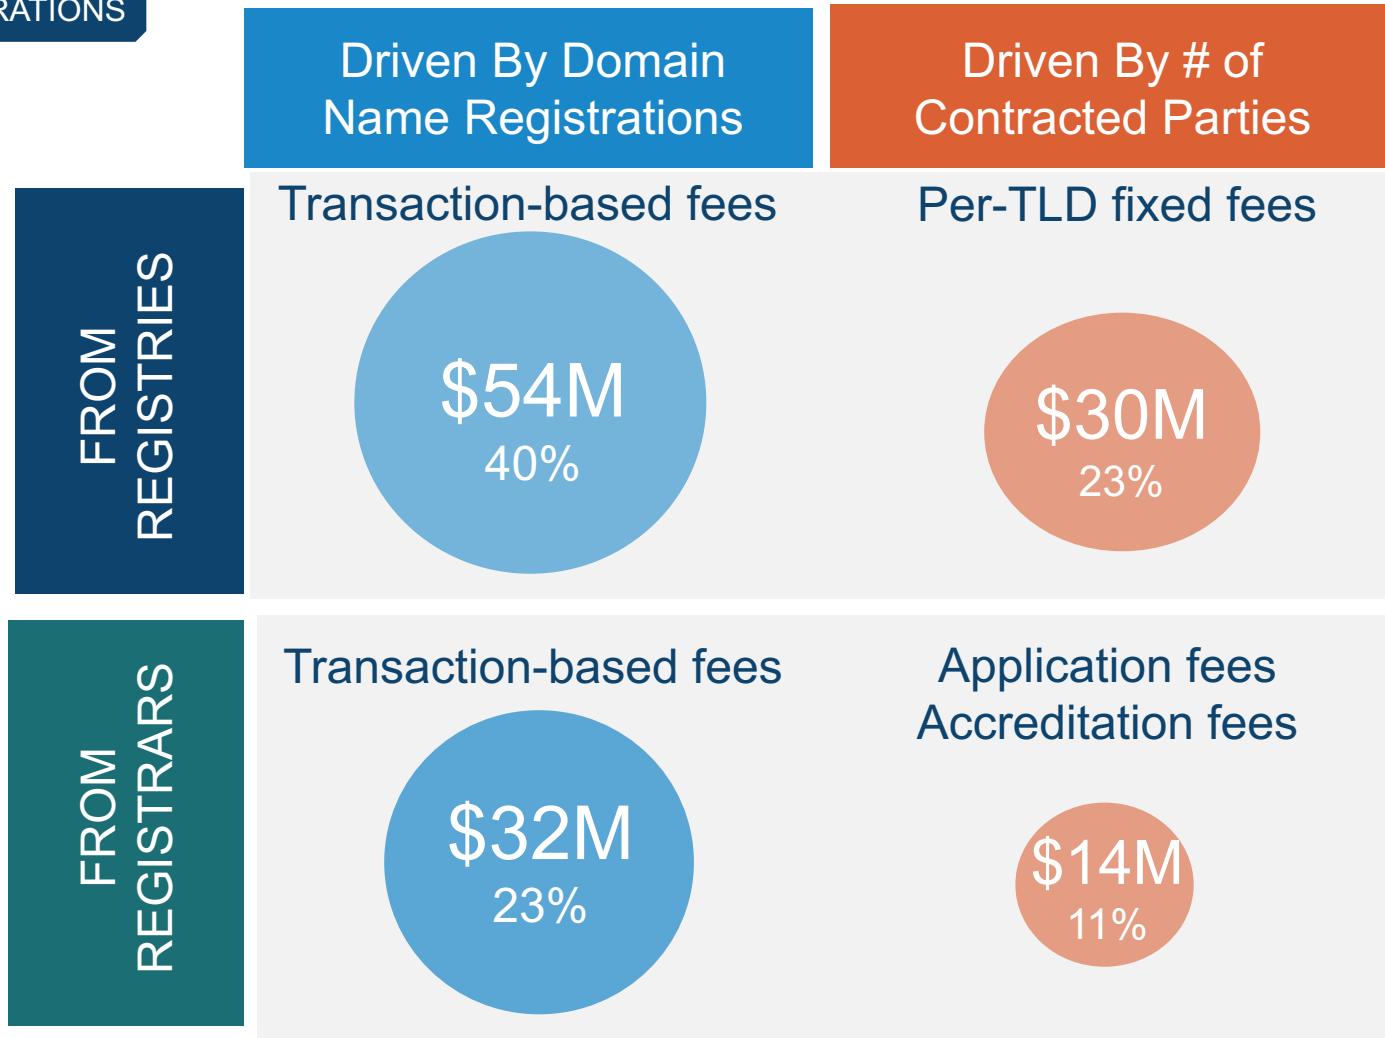 Driven By Domain
Name Registrations
Driven By # of
Contracted Parties
FROM
REGISTRIES
Transaction-based fees
$54M
40%
Per-TLD fixed fees
$30M
23%
FROM
REGISTRARS
Transaction-based fees
$32M
23%
Application fees
Accreditation fees
$14M
11%